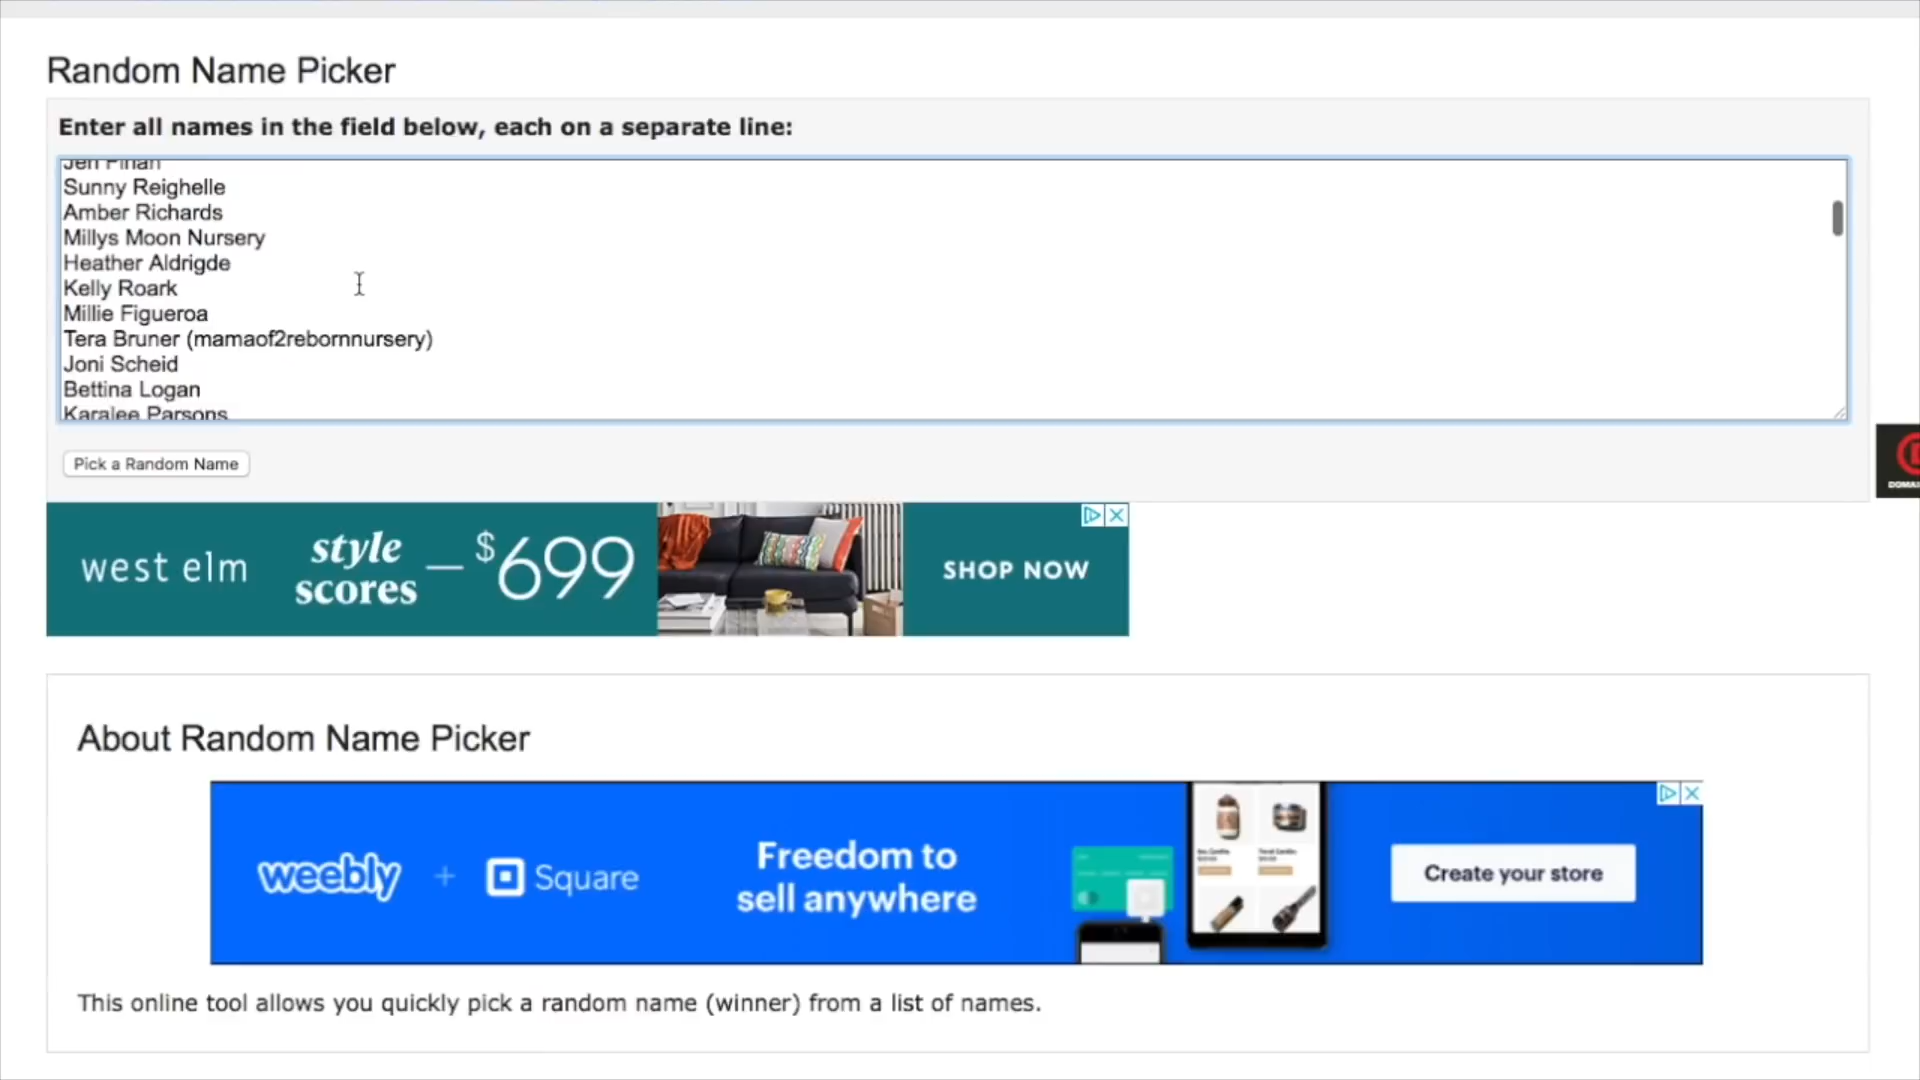 Random Name Picker
Enter all names in the field below, each on a separate line:
Sunny Reighelle
Amber Richards
Millys Moon Nursery
Heather Aldrigde
Kelly Roark
Millie Figueroa
Tera Bruner (mamaof2rebornnursery)
Joni Scheid
Bettina Logan
Karalee Parsons
Pick a Random Name
west elm
style
scores
— $699
SHOP NOW
About Random Name Picker
weebly + Square
Freedom to
sell anywhere
Create your store
This online tool allows you quickly pick a random name (winner) from a list of names.